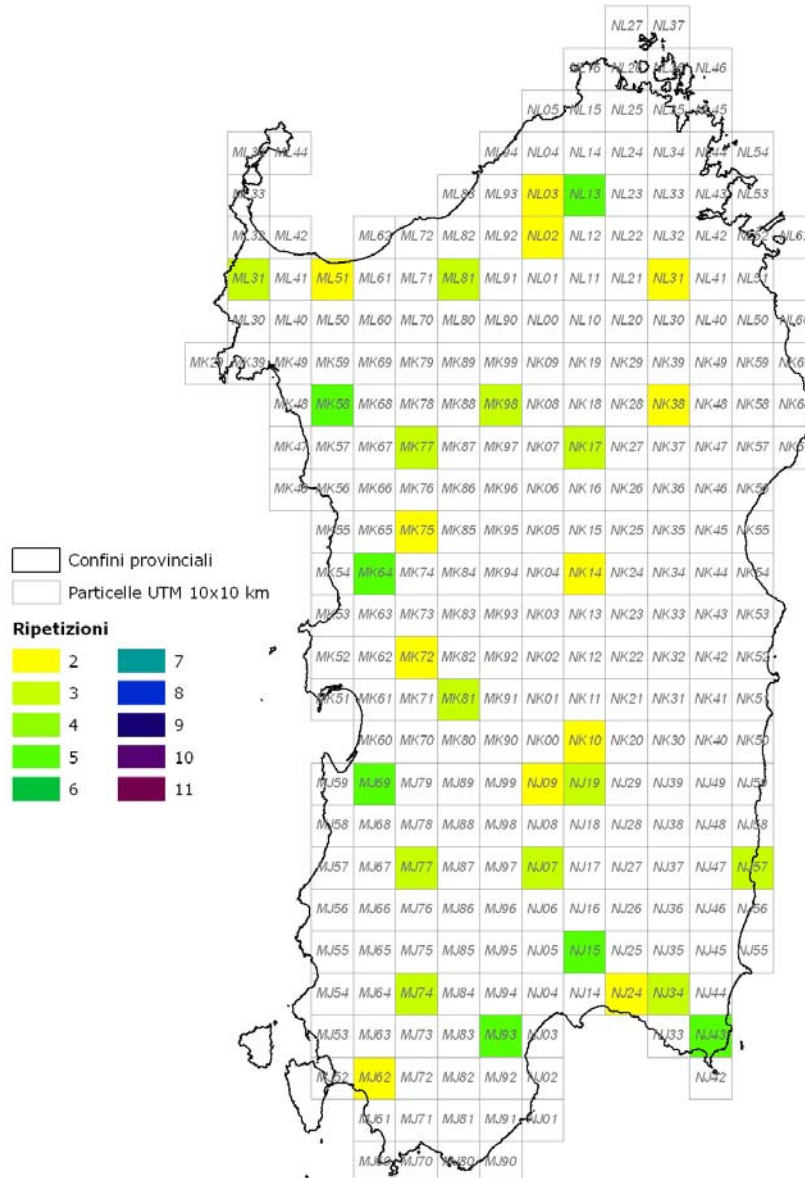 NL27 NL37
NL16 NL26 NL36 NL46
NL05 NL15 NL25 NL35 NL45
ML34 ML44 ML94 NL04 NL14 NL24 NL34 NL44 NL54
ML33 ML83 ML93 NL03 NL13 NL23 NL33 NL43 NL53
ML32 ML42 ML62 ML72 ML82 ML92 NL02 NL12 NL22 NL32 NL42 NL52
ML31 ML41 ML51 ML61 ML71 ML81 ML91 NL01 NL11 NL21 NL31 NL41 NL51
ML30 ML40 ML50 ML60 ML70 ML80 ML90 NL00 NL10 NL20 NL30 NL40 NL50
MK29 MK39 MK49 MK59 MK69 MK79 MK89 MK99 NK09 NK19 NK29 NK39 NK49 NK59
MK48 MK58 MK68 MK78 MK88 MK98 NK08 NK18 NK28 NK38 NK48 NK58
MK47 MK57 MK67 MK77 MK87 MK97 NK07 NK17 NK27 NK37 NK47 NK57
MK46 MK56 MK66 MK76 MK86 MK96 NK06 NK16 NK26 NK36 NK46 NK56
MK55 MK65 MK75 MK85 MK95 NK05 NK15 NK25 NK35 NK45 NK55
MK54 MK64 MK74 MK84 MK94 NK04 NK14 NK24 NK34 NK44 NK54
MK53 MK63 MK73 MK83 MK93 NK03 NK13 NK23 NK33 NK43 NK53
MK52 MK62 MK72 MK82 MK92 NK02 NK12 NK22 NK32 NK42 NK52
MK51 MK61 MK71 MK81 MK91 NK01 NK11 NK21 NK31 NK41 NK51
MK60 MK70 MK80 MK90 NK00 NK10 NK20 NK30 NK40 NK50
MJ59 MJ69 MJ79 MJ89 MJ99 NJ09 NJ19 NJ29 NJ39 NJ49 NJ59
MJ58 MJ68 MJ78 MJ88 MJ98 NJ08 NJ18 NJ28 NJ38 NJ48 NJ58
MJ57 MJ67 MJ77 MJ87 MJ97 NJ07 NJ17 NJ27 NJ37 NJ47 NJ57
MJ56 MJ66 MJ76 MJ86 MJ96 NJ06 NJ16 NJ26 NJ36 NJ46 NJ56
MJ55 MJ65 MJ75 MJ85 MJ95 NJ05 NJ15 NJ25 NJ35 NJ45 NJ55
MJ54 MJ64 MJ74 MJ84 MJ94 NJ04 NJ14 NJ24 NJ34 NJ44
MJ53 MJ63 MJ73 MJ83 MJ93 NJ03 NJ33 NJ43
MJ52 MJ62 MJ72 MJ82 MJ92 NJ02 NJ42
MJ61 MJ71 MJ81 MJ91 NJ01
MJ60 MJ70 MJ80 MJ90
Confini provinciali
Particelle UTM 10x10 km
Ripetizioni
2 7
3 8
4 9
5 10
6 11